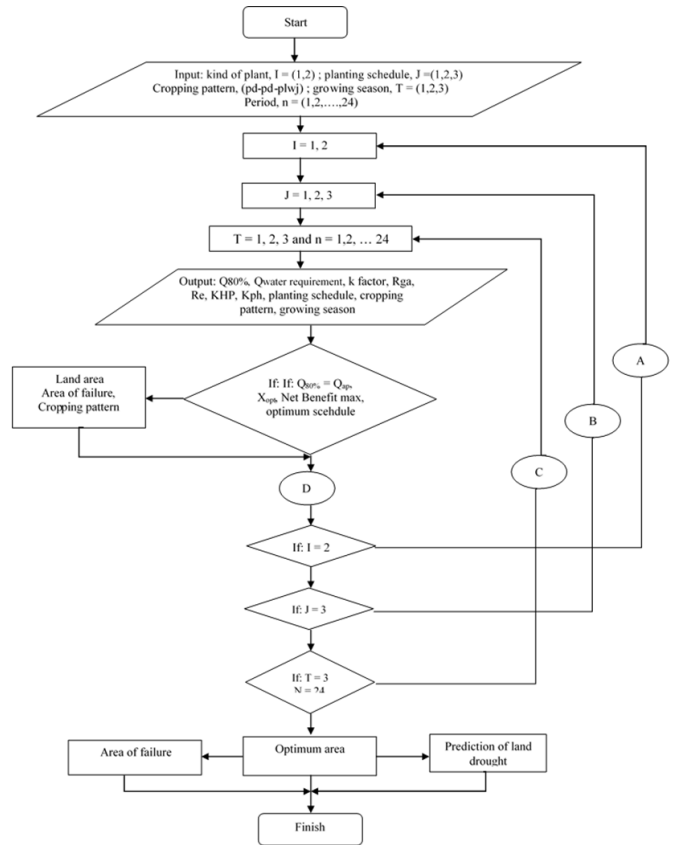 Start
Input: kind of plant, I = (1,2) ; planting schedule, J =(1,2,3)
Cropping pattern, (pd-pd-plwj) ; growing season, T = (1,2,3)
Period, n = (1,2,….,24)
I = 1, 2
J = 1, 2, 3
T = 1, 2, 3 and n = 1,2, … 24
Output: Q80%, Qwater requirement, k factor, Rga,
Re, KHP, Kph, planting schedule, cropping
pattern, growing season
Land area
Area of failure,
Cropping pattern
If: If: Q80% = Qap,
Xopt, Net Benefit max,
optimum scehdule
A
B
C
D
If: I = 2
If: J = 3
If: T = 3
N = 24
Area of failure
Optimum area
Prediction of land
drought
Finish